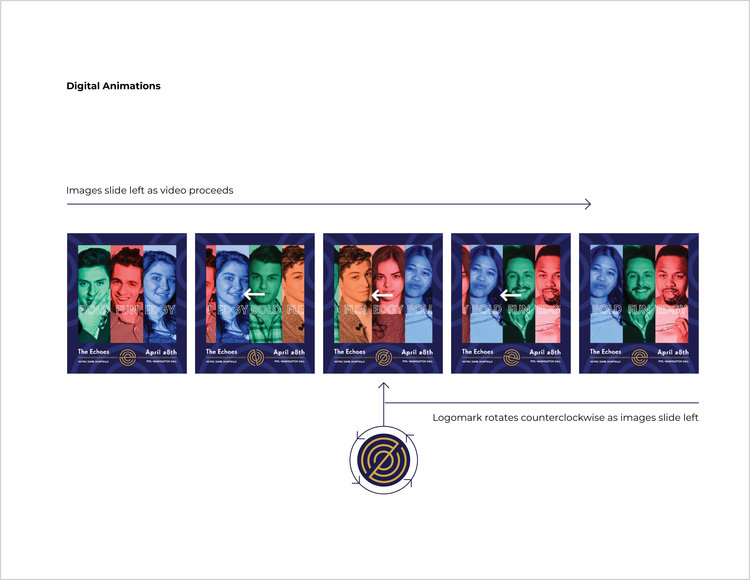 Digital Animations
Images slide left as video proceeds
BOLD FUN EDGY
The Echoes April 28th
EDGY BOLD
The Echoes April 28th
FUN EDGY BOLD
The Echoes April 28th
BOLD FUN EDGY
The Echoes April 28th
BOLD FUN EDGY
The Echoes April 28th
Logomark rotates counterclockwise as images slide left